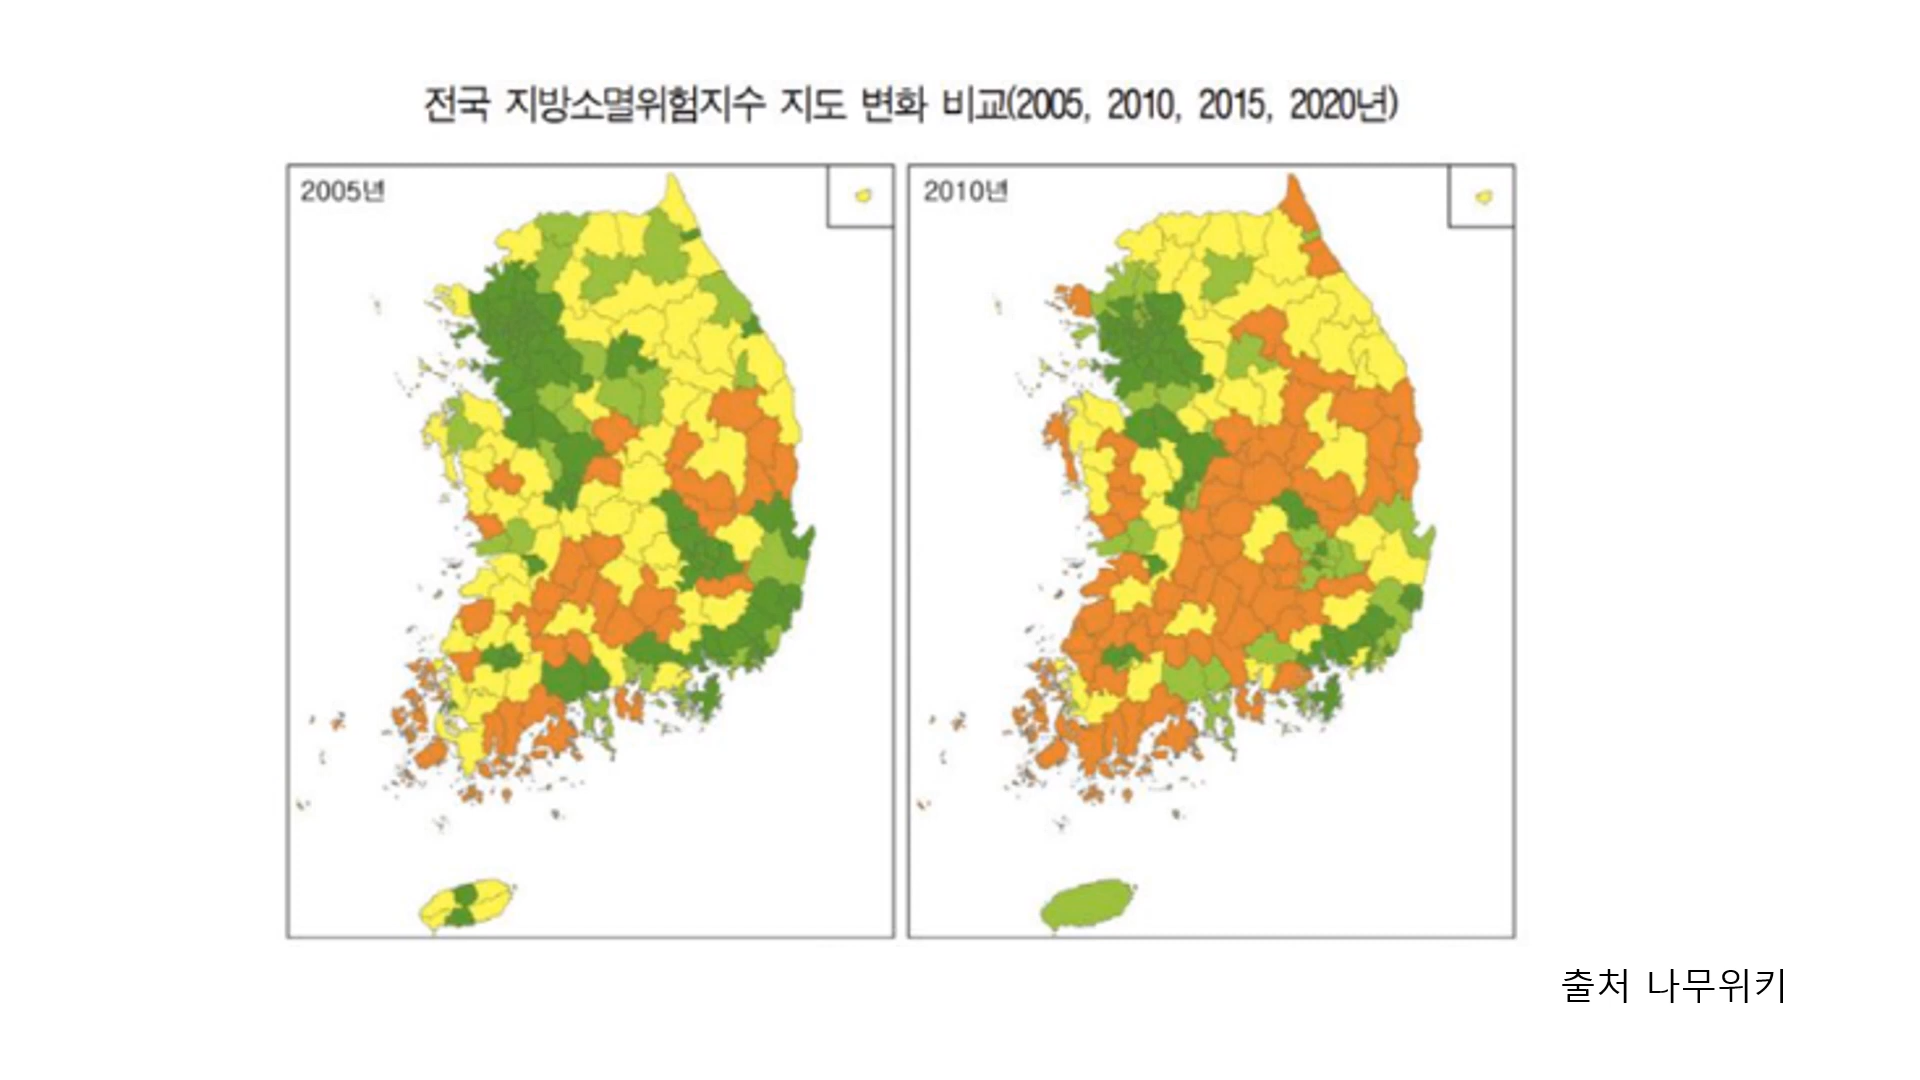 전국 지방소멸위험지수 지도 변화 비교(2005, 2010, 2015, 2020년)
2005년
2010년
출처 나무위키